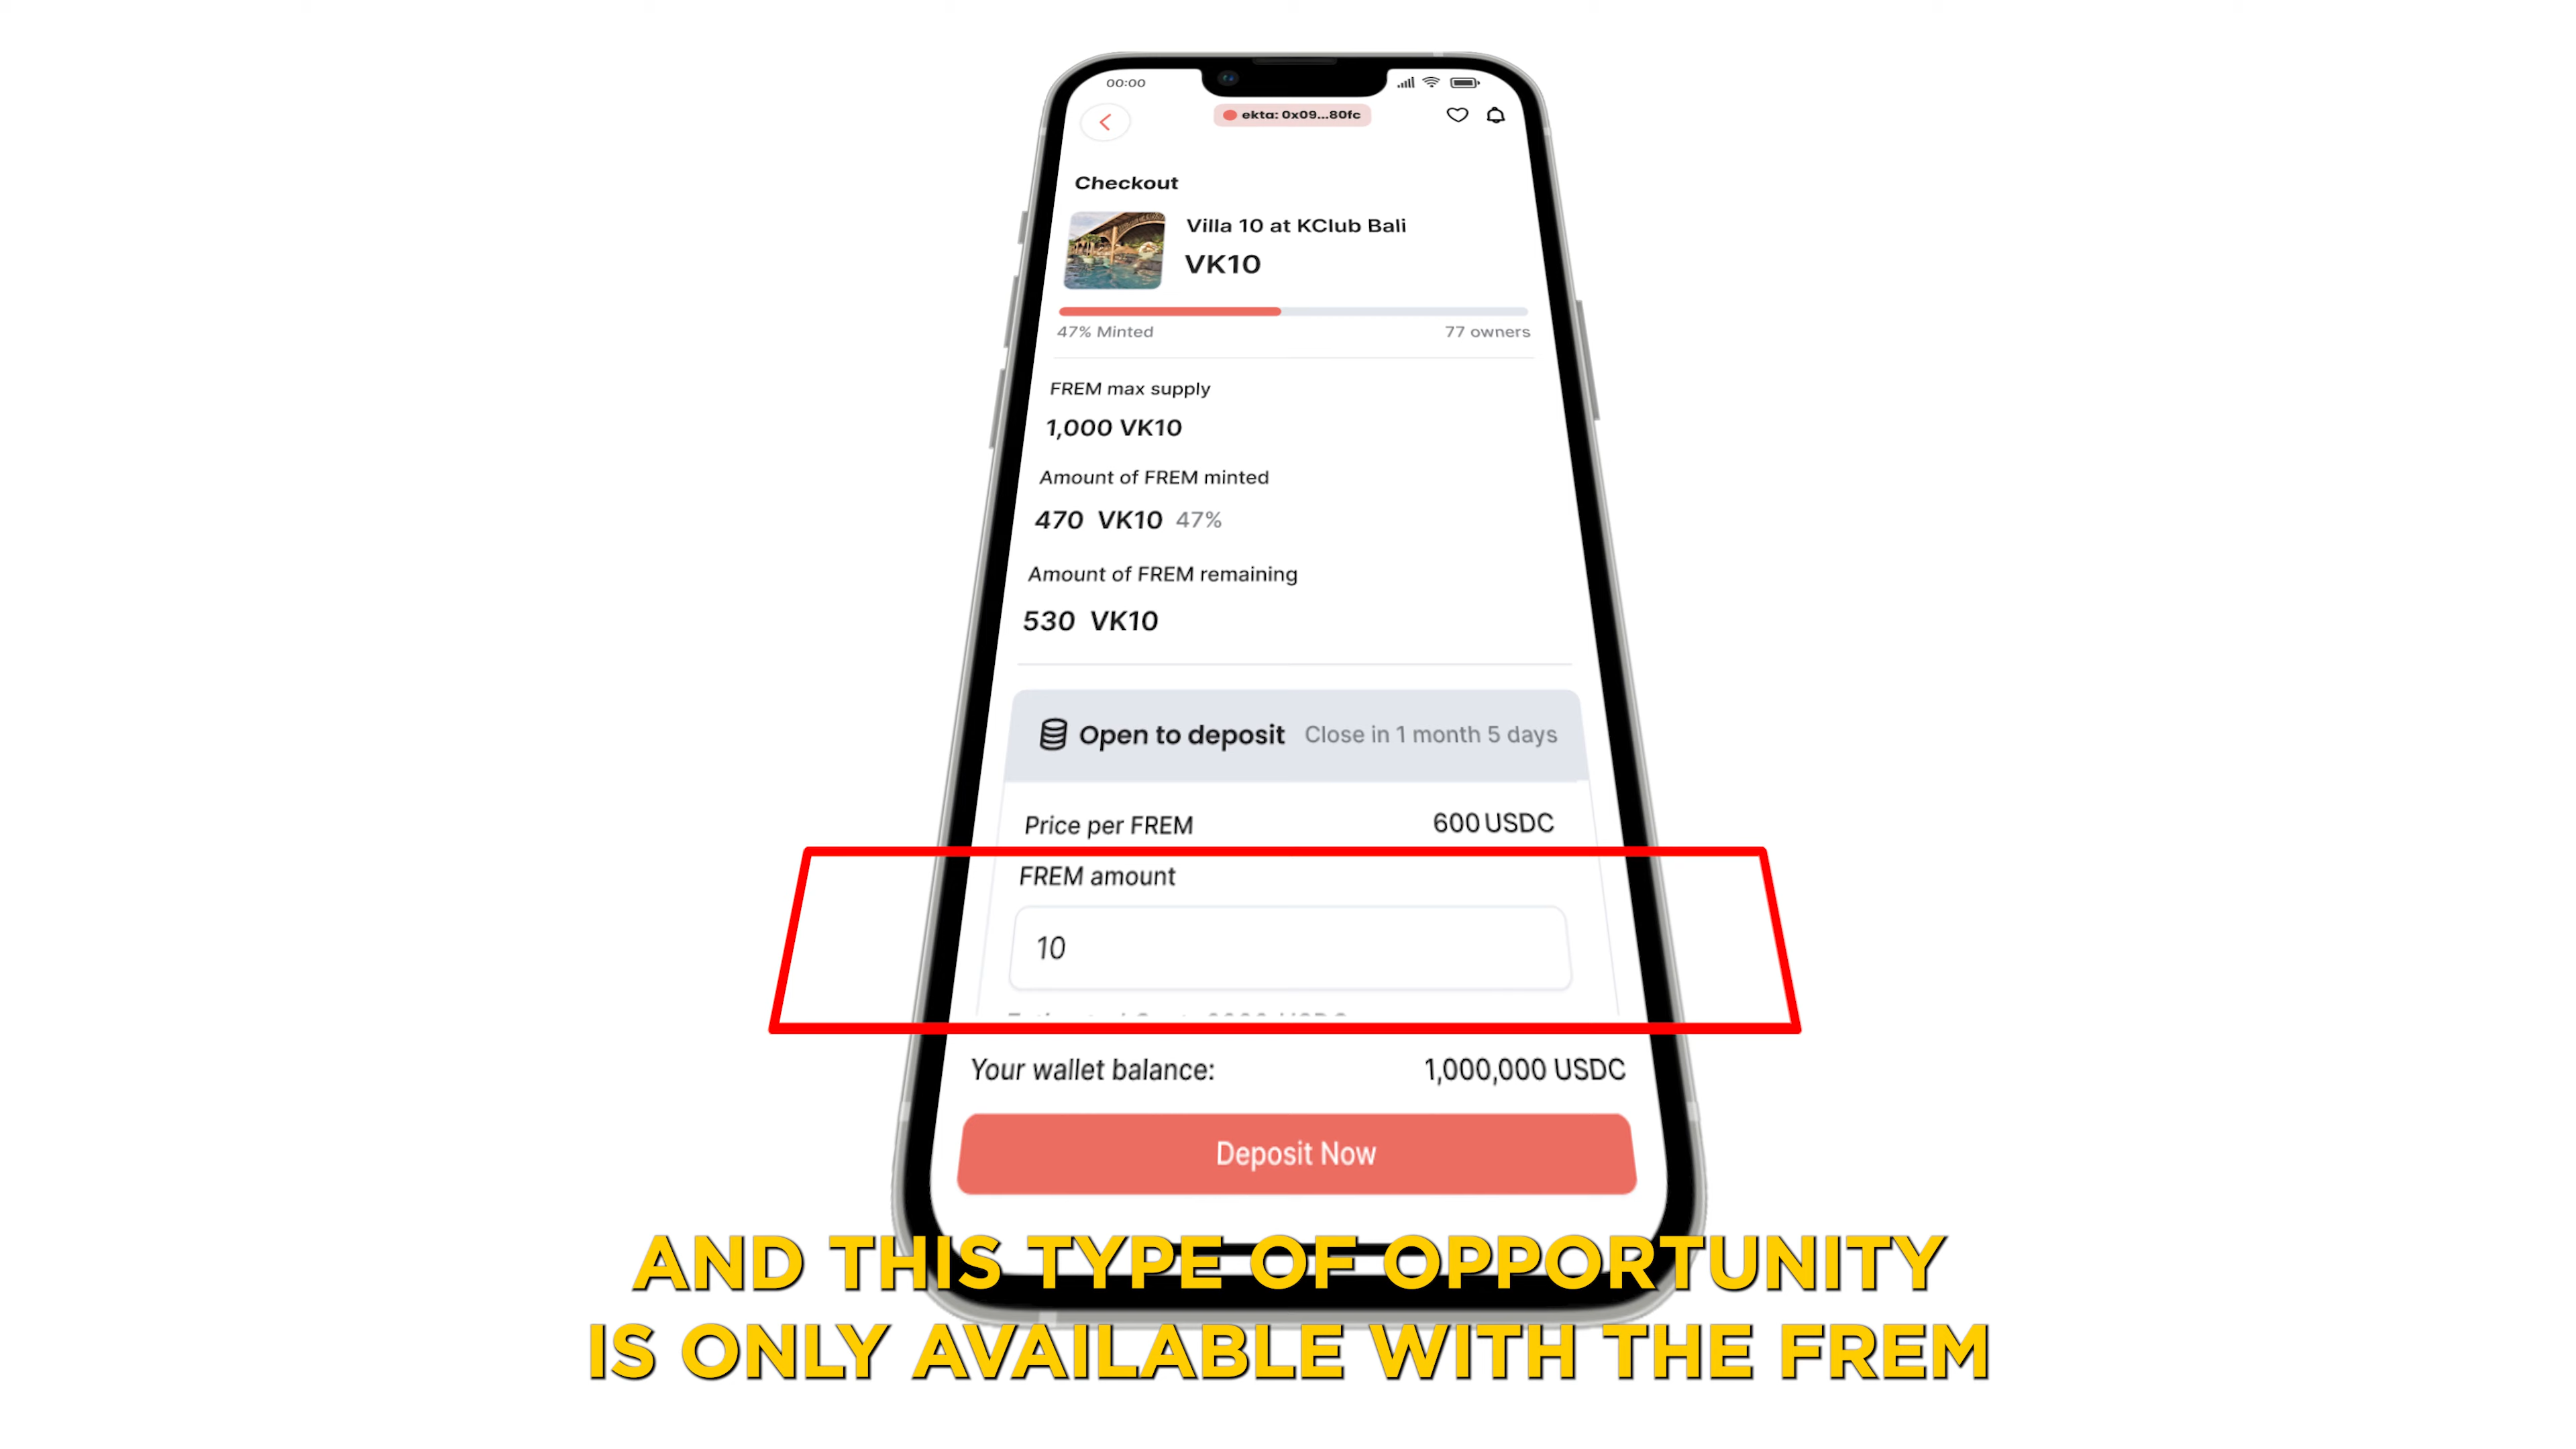 00:00
ekta: 0x09...80fc
Checkout
Villa 10 at KClub Bali
VK10
47% Minted 77 owners
FREM max supply
1,000 VK10
Amount of FREM minted
470 VK10 47%
Amount of FREM remaining
530 VK10
Open to deposit Close in 1 month 5 days
Price per FREM 600 USDC
FREM amount
10
Your wallet balance: 1,000,000 USDC
Deposit Now
AND THIS TYPE OF OPPORTUNITY
IS ONLY AVAILABLE WITH THE FREM